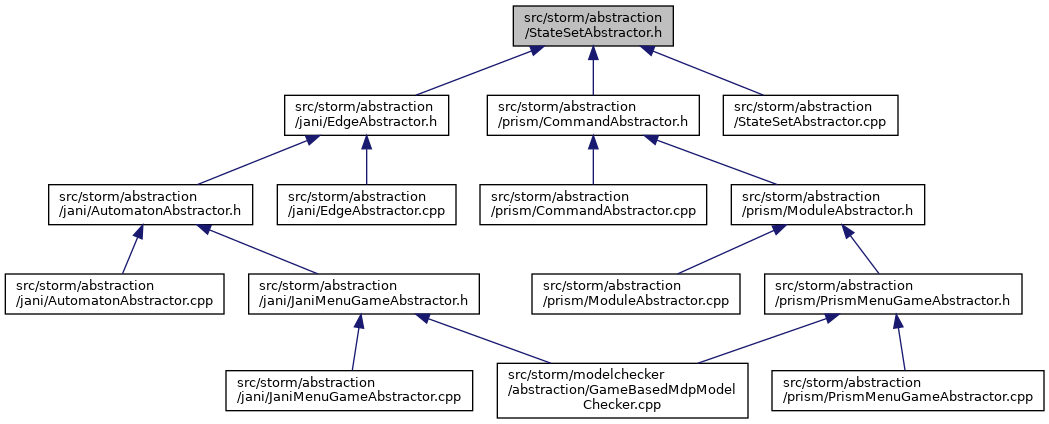 src/storm/abstraction
/StateSetAbstractor.h
src/storm/abstraction
/jani/EdgeAbstractor.h
src/storm/abstraction
/prism/CommandAbstractor.h
src/storm/abstraction
/StateSetAbstractor.cpp
src/storm/abstraction
/jani/AutomatonAbstractor.h
src/storm/abstraction
/jani/EdgeAbstractor.cpp
src/storm/abstraction
/prism/CommandAbstractor.cpp
src/storm/abstraction
/prism/ModuleAbstractor.h
src/storm/abstraction
/jani/AutomatonAbstractor.cpp
src/storm/abstraction
/jani/JaniMenuGameAbstractor.h
src/storm/abstraction
/prism/ModuleAbstractor.cpp
src/storm/abstraction
/prism/PrismMenuGameAbstractor.h
src/storm/abstraction
/jani/JaniMenuGameAbstractor.cpp
src/storm/modelchecker
/abstraction/GameBasedMdpModel
Checker.cpp
src/storm/abstraction
/prism/PrismMenuGameAbstractor.cpp